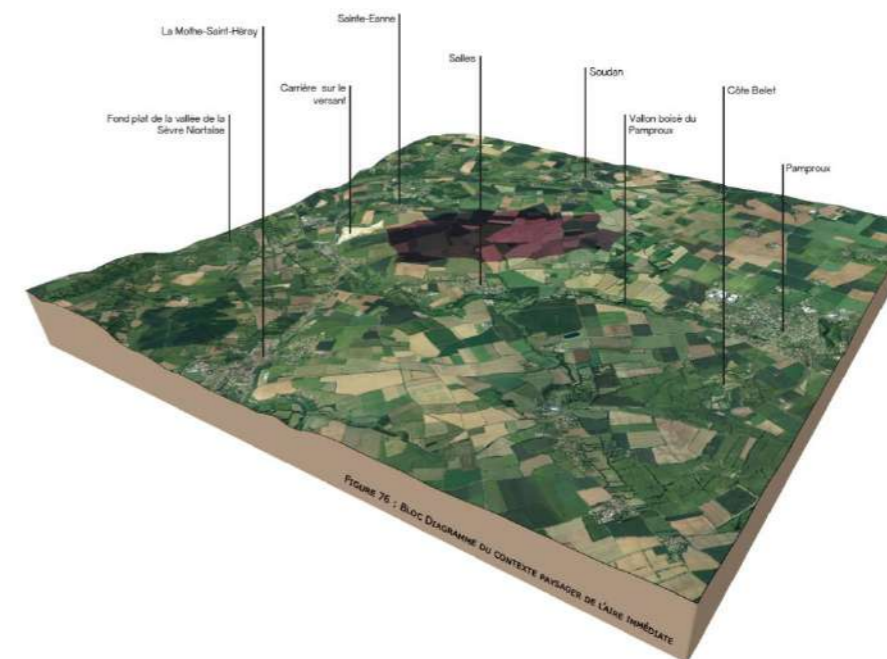 Sainte-Eanne
La Mothe-Saint-Héray
Salles
Soudan
Carrière sur le
versant
Côte Belet
Fond plat de la vallée de la
Sèvre Niortaise
Vallon boisé du
Pamproux
Pamproux
FIGURE 76 : BLOC DIAGRAMME DU CONTEXTE PAYSAGER DE L'AIRE IMMÉDIATE